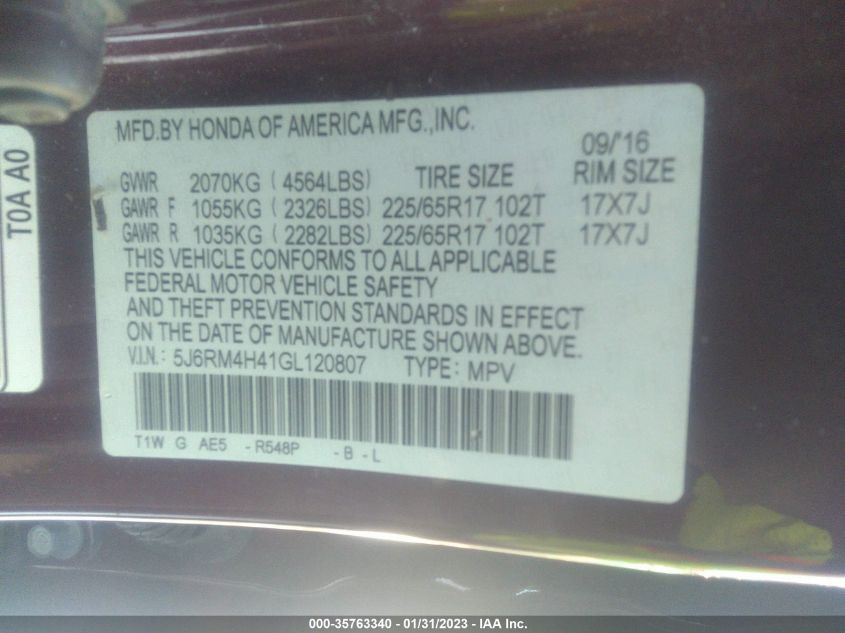 MFD.BY HONDA OF AMERICA MFG.,INC.
09/'16
GVWR 2070KG ( 4564LBS) TIRE SIZE RIM SIZE
GAWR F 1055KG ( 2326LBS) 225/65R17 102T 17X7J
GAWR R 1035KG ( 2282LBS) 225/65R17 102T 17X7J
THIS VEHICLE CONFORMS TO ALL APPLICABLE
FEDERAL MOTOR VEHICLE SAFETY
AND THEFT PREVENTION STANDARDS IN EFFECT
ON THE DATE OF MANUFACTURE SHOWN ABOVE.
V.I.N.: 5J6RM4H41GL120807 TYPE: MPV
T1W G AE5 -R548P -B -L
T0A A0
000-35763340 - 01/31/2023 - IAA Inc.